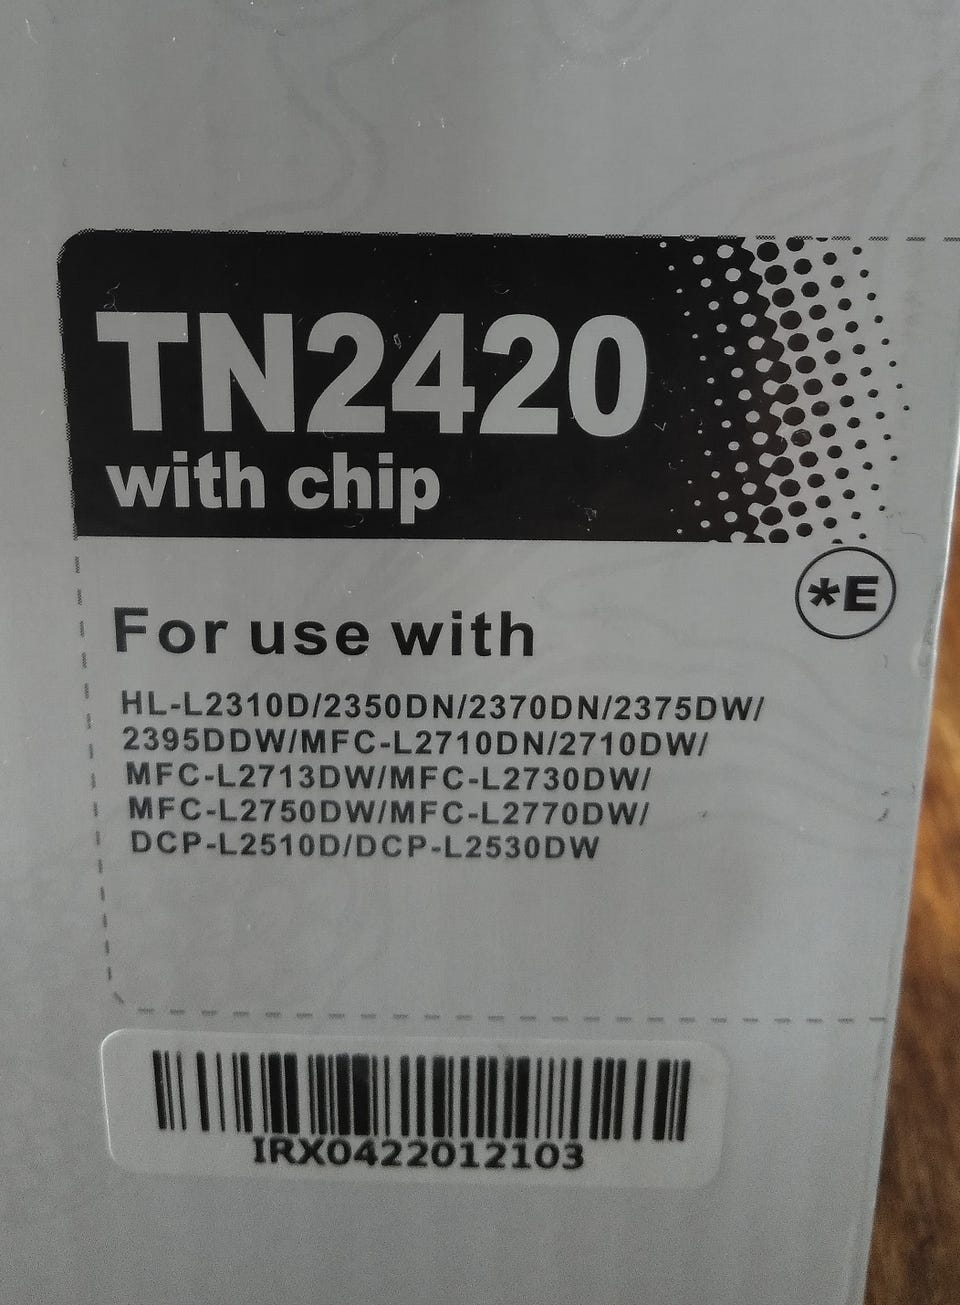 TN2420
with chip
*E
For use with
HL-L2310D/2350DN/2370DN/2375DW/
2395DDW/MFC-L2710DN/2710DW/
MFC-L2713DW/MFC-L2730DW/
MFC-L2750DW/MFC-L2770DW/
DCP-L2510D/DCP-L2530DW
IRX0422012103